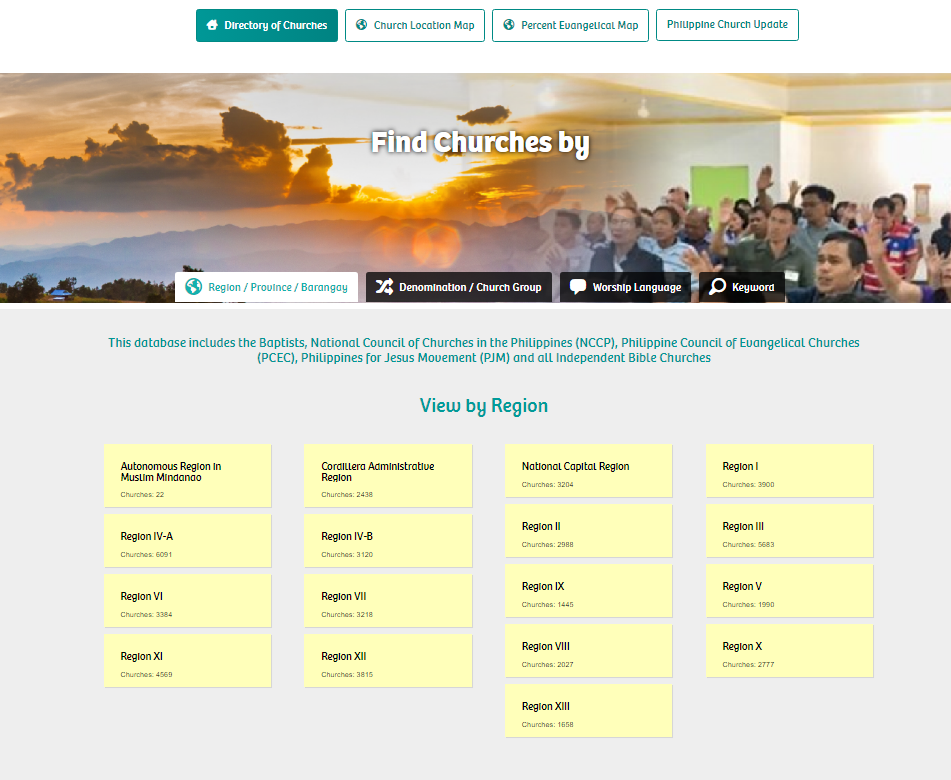 Directory of Churches
Church Location Map
Percent Evangelical Map
Philippine Church Update
Find Churches by
Region / Province / Barangay
Denomination / Church Group
Worship Language
Keyword
This database includes the Baptists, National Council of Churches in the Philippines (NCCP), Philippine Council of Evangelical Churches
(PCEC), Philippines for Jesus Movement (PJM) and all Independent Bible Churches
View by Region
Autonomous Region in
Muslim Mindanao
Churches: 22
Cordillera Administrative
Region
Churches: 2438
National Capital Region
Churches: 3204
Region I
Churches: 3900
Region IV-A
Churches: 6091
Region IV-B
Churches: 3120
Region II
Churches: 2988
Region III
Churches: 5683
Region VI
Churches: 3384
Region VII
Churches: 3218
Region IX
Churches: 1445
Region V
Churches: 1990
Region XI
Churches: 4569
Region XII
Churches: 3815
Region VIII
Churches: 2027
Region X
Churches: 2777
Region XIII
Churches: 1658